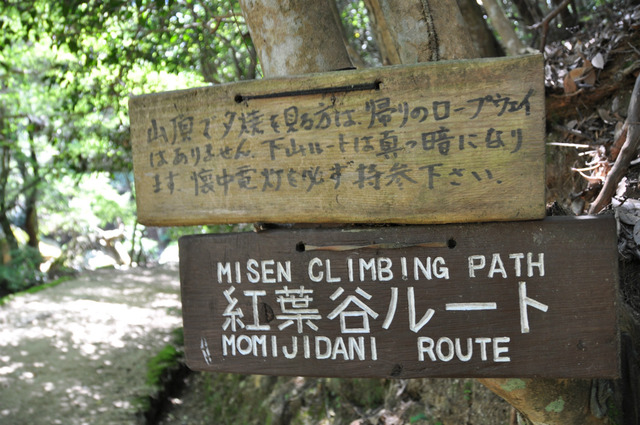 山頂で夕焼を見る方は、帰りのロープウェイ
はありません。下山ルートは真っ暗になり
ます。懐中電灯を必ず持参下さい。
MISEN CLIMBING PATH
紅葉谷ルート
MOMIJIDANI ROUTE